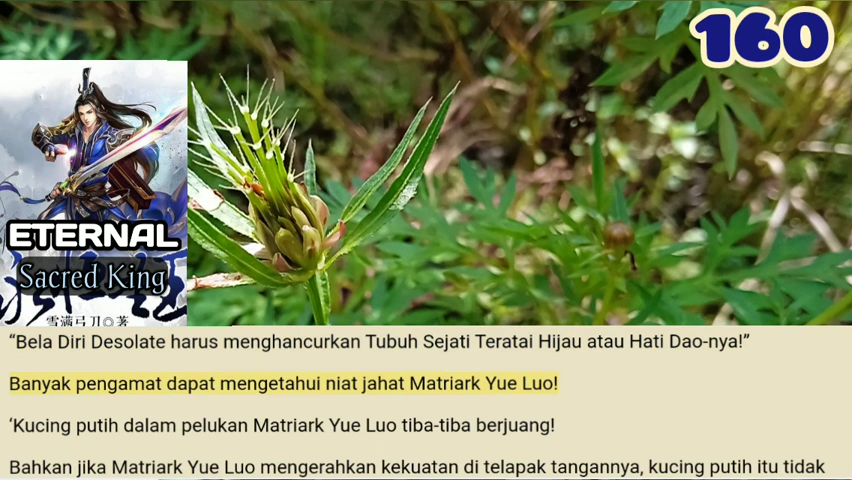 160
ETERNAL
Sacred King
雪满弓刀◎著
“Bela Diri Desolate harus menghancurkan Tubuh Sejati Teratai Hijau atau Hati Dao-nya!”
Banyak pengamat dapat mengetahui niat jahat Matriark Yue Luo!
‘Kucing putih dalam pelukan Matriark Yue Luo tiba-tiba berjuang!
Bahkan jika Matriark Yue Luo mengerahkan kekuatan di telapak tangannya, kucing putih itu tidak